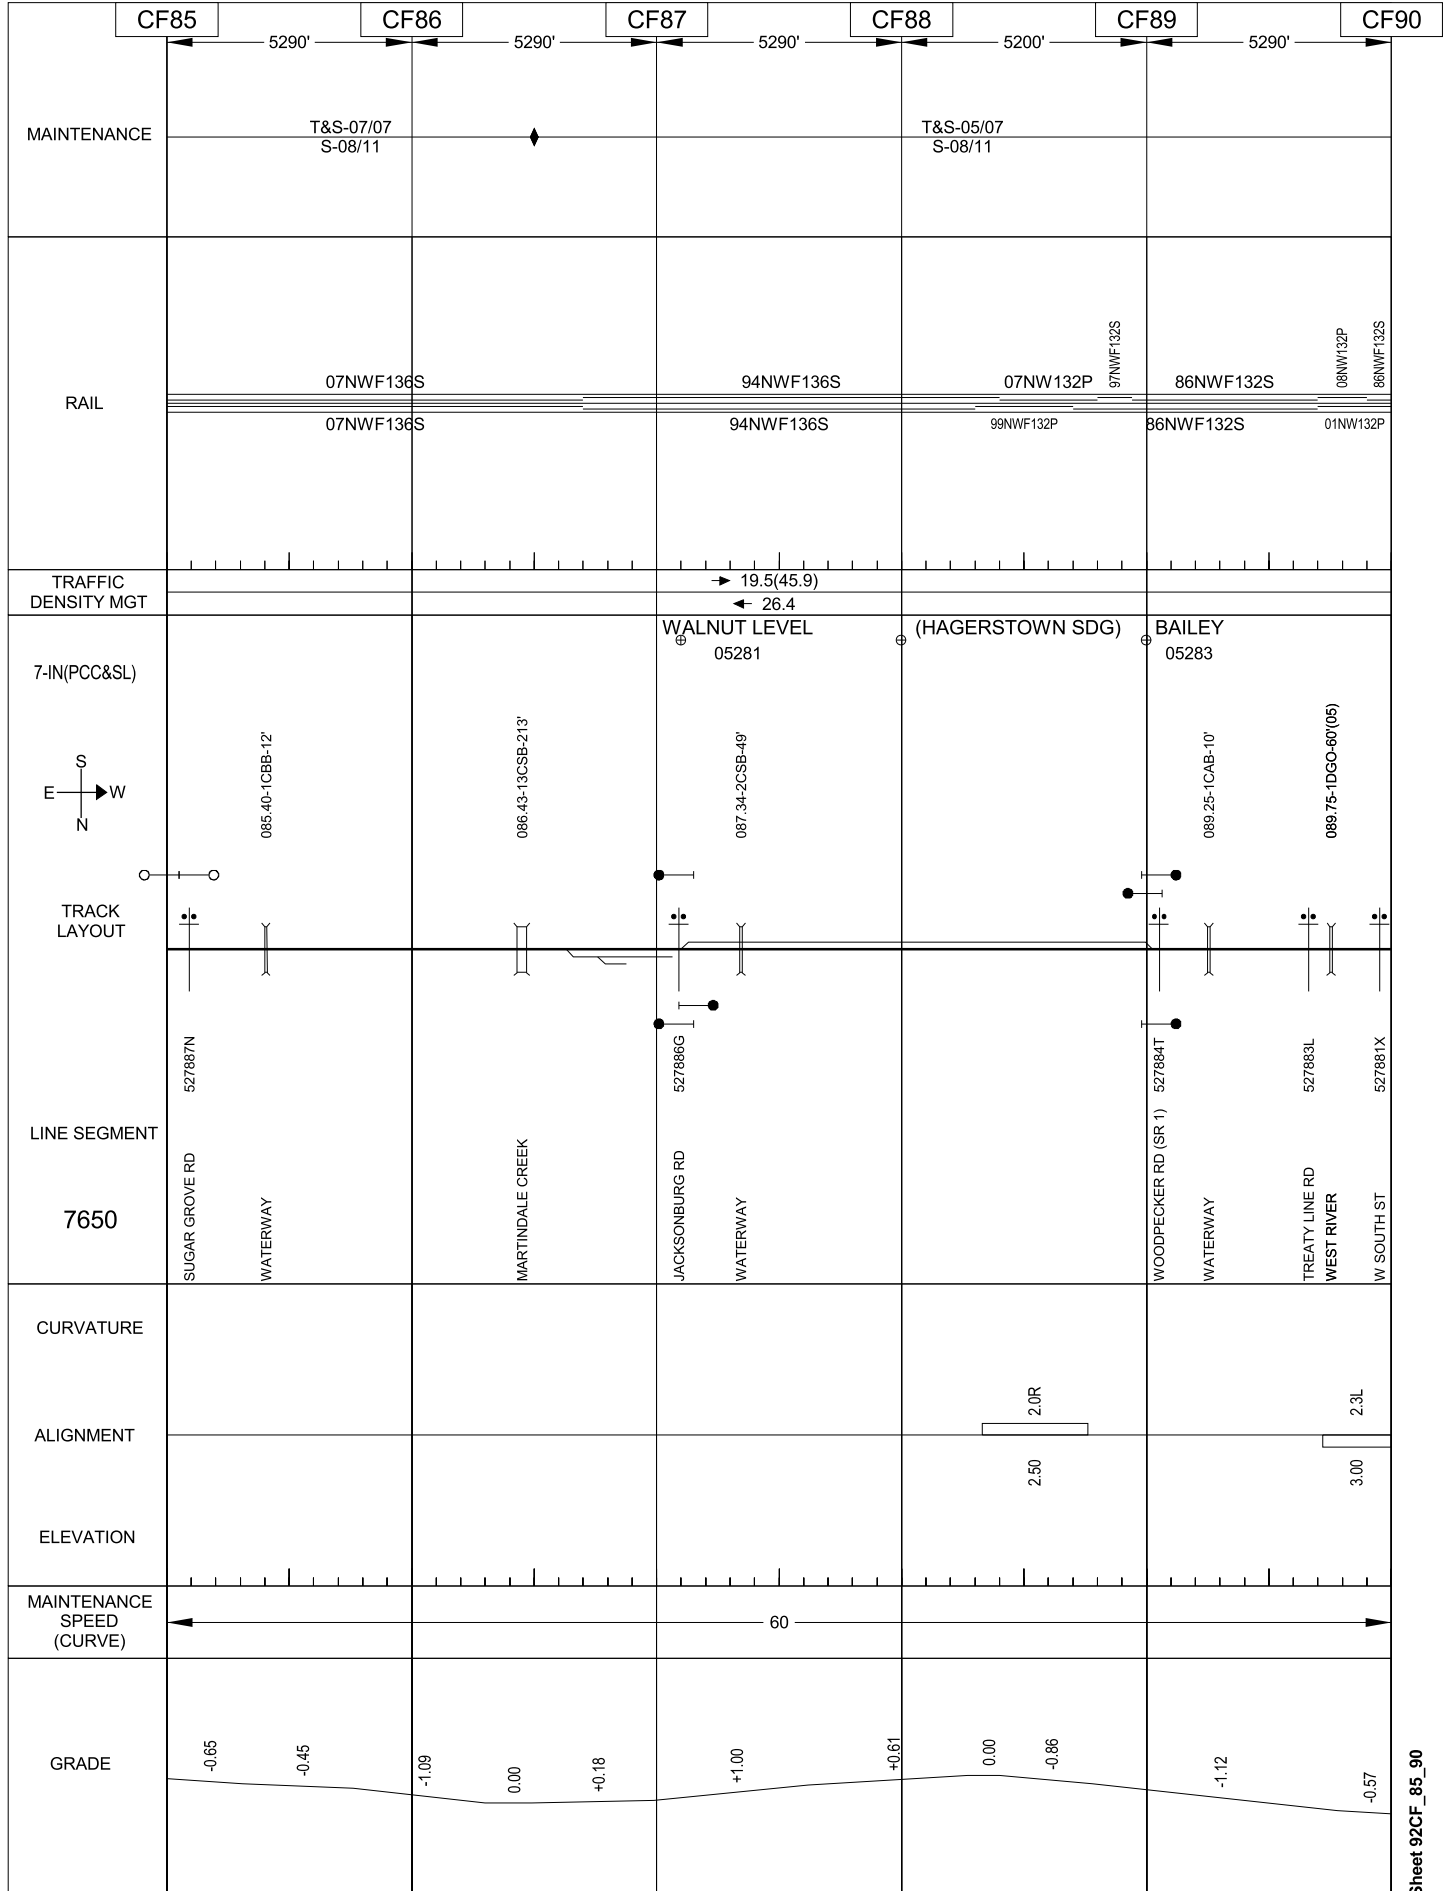 CF85 CF86 CF87 CF88 CF89 CF90
5290' 5290' 5290' 5200' 5290'
MAINTENANCE
T&S-07/07
S-08/11
T&S-05/07
S-08/11
RAIL
07NWF136S 94NWF136S 07NW132P 97NWF132S 86NWF132S 08NW132P 86NWF132S
07NWF136S 94NWF136S 99NWF132P 86NWF132S 01NW132P
TRAFFIC
DENSITY MGT
19.5(45.9)
26.4
WALNUT LEVEL (HAGERSTOWN SDG) BAILEY
05281 05283
7-IN(PCC&SL)
S
E W
N
085.40-1CBB-12'
086.43-13CSB-213'
087.34-2CSB-49'
089.25-1CAB-10'
089.75-1DGO-60'(05)
TRACK
LAYOUT
527887N
527886G
527884T
527883L
527881X
LINE SEGMENT
7650
SUGAR GROVE RD
WATERWAY
MARTINDALE CREEK
JACKSONBURG RD
WATERWAY
WOODPECKER RD (SR 1)
WATERWAY
TREATY LINE RD
WEST RIVER
W SOUTH ST
CURVATURE
2.0R 2.3L
ALIGNMENT
2.50 3.00
ELEVATION
MAINTENANCE
SPEED
(CURVE)
60
GRADE
-0.65 -0.45 -1.09 0.00 +0.18 +1.00 +0.61 0.00 -0.86 -1.12 -0.57
Sheet 92CF_85_90